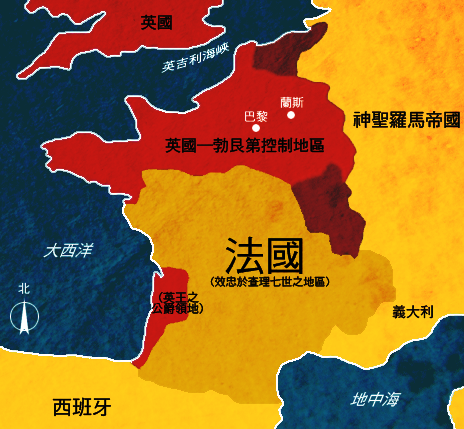 英國
英吉利海峽
蘭斯
巴黎
神聖羅馬帝國
英國—勃艮第控制地區
大西洋
法國
(效忠於查理七世之地區)
北
(英王之
公爵領地)
義大利
地中海
西班牙